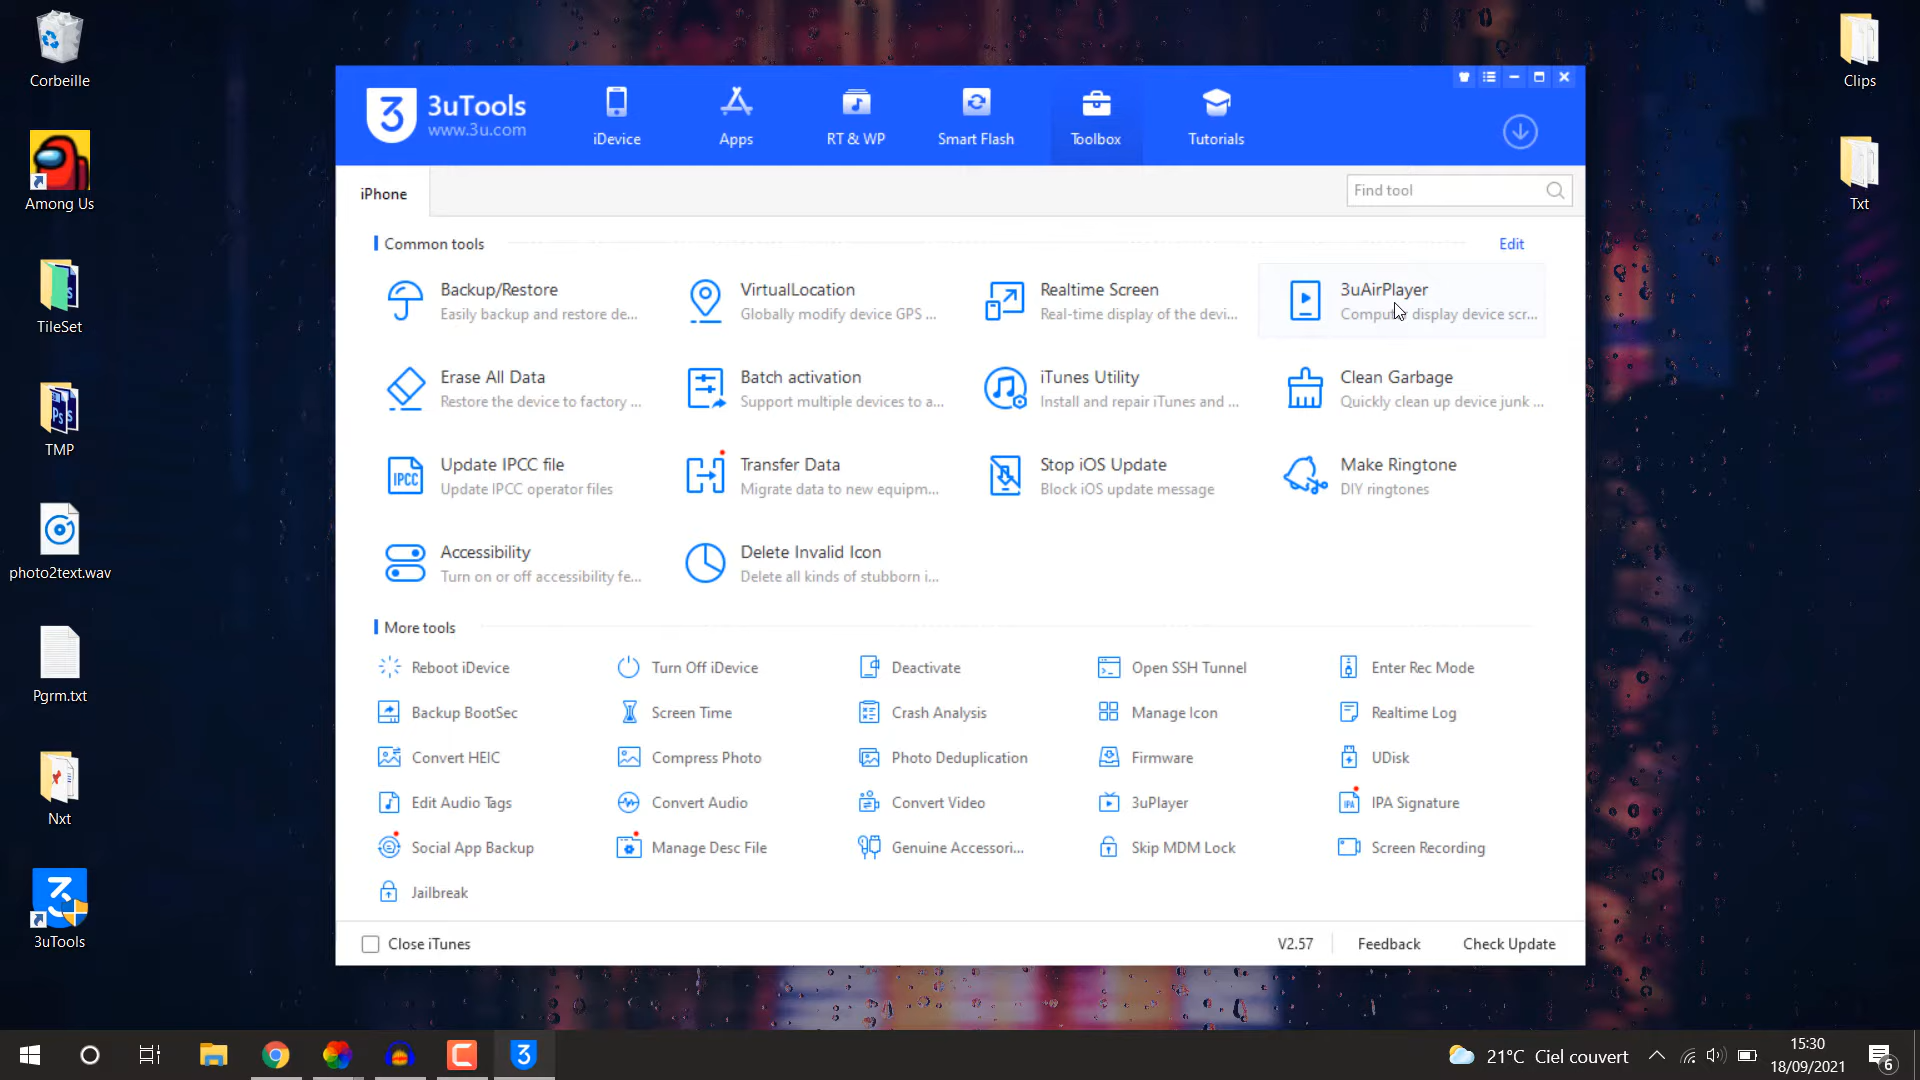 Corbeille
Among Us
TileSet
TMP
photo2text.wav
Pgrm.txt
Nxt
3uTools
Clips
Txt
3uTools
www.3u.com
iDevice
Apps
RT & WP
Smart Flash
Toolbox
Tutorials
iPhone
Find tool
Common tools
Edit
Backup/Restore
Easily backup and restore de...
VirtualLocation
Globally modify device GPS ...
Realtime Screen
Real-time display of the devi...
3uAirPlayer
Computer display device scr...
Erase All Data
Restore the device to factory ...
Batch activation
Support multiple devices to a...
iTunes Utility
Install and repair iTunes and ...
Clean Garbage
Quickly clean up device junk ...
Update IPCC file
Update IPCC operator files
IPCC
Transfer Data
Migrate data to new equipm...
Stop iOS Update
Block iOS update message
Make Ringtone
DIY ringtones
Accessibility
Turn on or off accessibility fe...
Delete Invalid Icon
Delete all kinds of stubborn i...
More tools
Reboot iDevice
Turn Off iDevice
Deactivate
Open SSH Tunnel
Enter Rec Mode
Backup BootSec
Screen Time
Crash Analysis
Manage Icon
Realtime Log
Convert HEIC
Compress Photo
Photo Deduplication
Firmware
UDisk
Edit Audio Tags
Convert Audio
Convert Video
3uPlayer
IPA Signature
Social App Backup
Manage Desc File
Genuine Accessori...
Skip MDM Lock
Screen Recording
Jailbreak
Close iTunes
V2.57
Feedback
Check Update
21°C Ciel couvert
15:30
18/09/2021
6